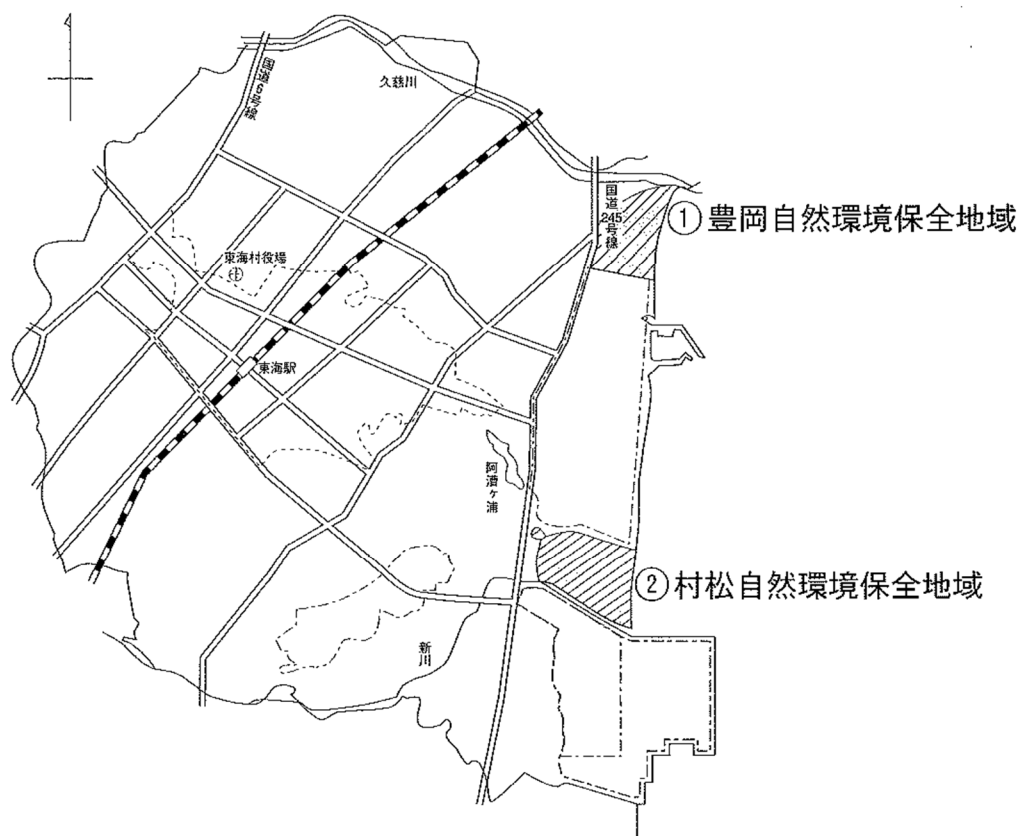 国道6号線
久慈川
国道245号線
①豊岡自然環境保全地域
東海村役場
東海駅
阿漕ヶ浦
②村松自然環境保全地域
新川